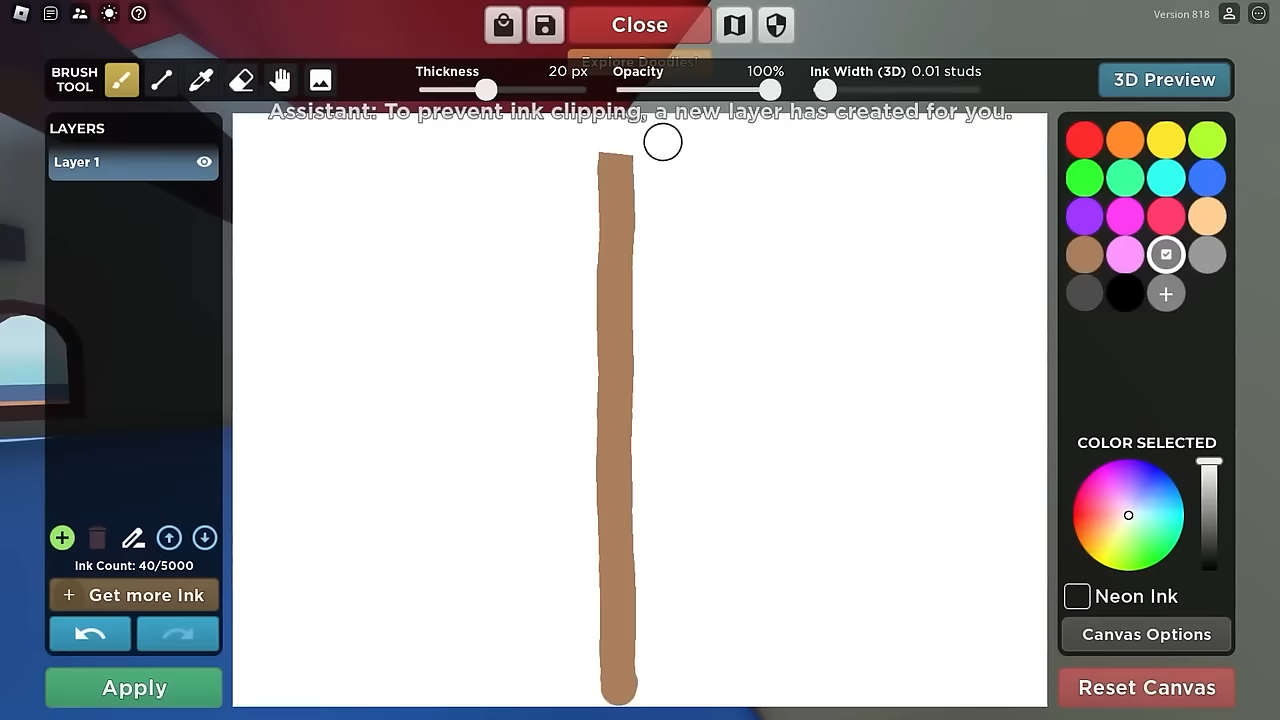 Version 818
Close
Explore Doodles!
BRUSH
TOOL
Thickness
20 px
Opacity
100%
Ink Width (3D)
0.01 studs
3D Preview
Assistant: To prevent ink clipping, a new layer has created for you.
LAYERS
Layer 1
Ink Count: 40/5000
+ Get more Ink
Apply
COLOR SELECTED
Neon Ink
Canvas Options
Reset Canvas